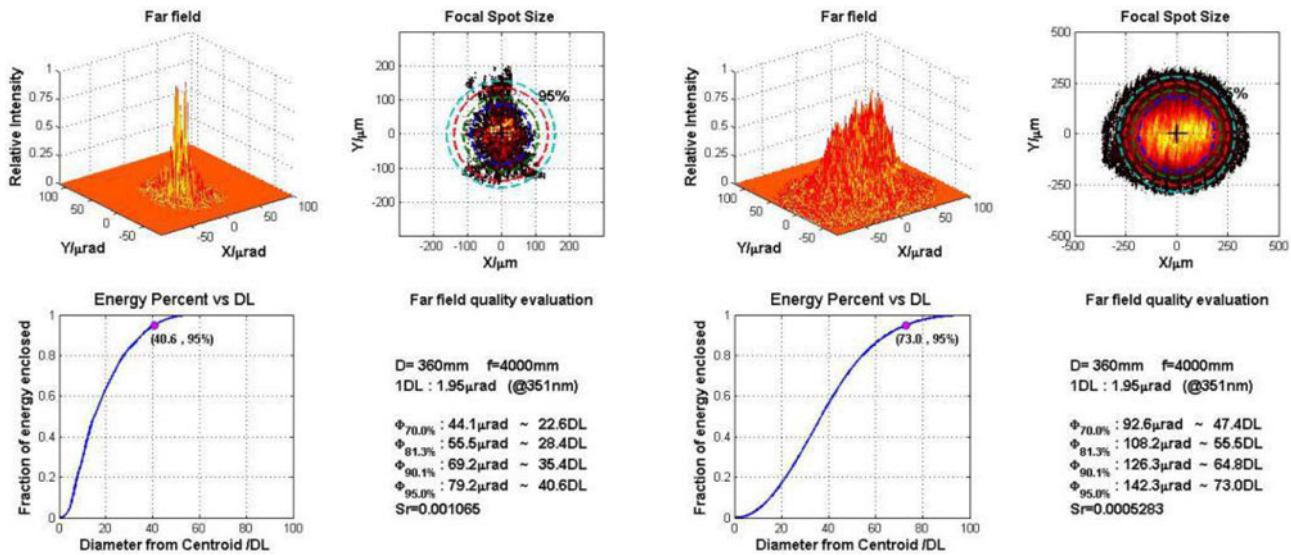 Far field
Relative Intensity
1
0.75
0.5
0.25
0
100
50
0
-50
Y/μrad
-50
0
50
100
X/μrad
Focal Spot Size
Y/μm
200
100
0
-100
-200
95%
-200 -100 0 100 200
X/μm
Far field
Relative Intensity
1
0.75
0.5
0.25
0
100
50
0
-50
Y/μrad
-50
0
50
100
X/μrad
Focal Spot Size
Y/μm
500
250
0
-250
-500
5%
-500 -250 0 250 500
X/μm
Energy Percent vs DL
Fraction of energy enclosed
1
0.8
0.6
0.4
0.2
0
(40.6 , 95%)
0 20 40 60 80 100
Diameter from Centroid /DL
Far field quality evaluation
D= 360mm f=4000mm
1DL : 1.95μrad (@351nm)
Φ70.0% : 44.1μrad ~ 22.6DL
Φ81.3% : 55.5μrad ~ 28.4DL
Φ90.1% : 69.2μrad ~ 35.4DL
Φ95.0% : 79.2μrad ~ 40.6DL
Sr=0.001065
Energy Percent vs DL
Fraction of energy enclosed
1
0.8
0.6
0.4
0.2
0
(73.0 , 95%)
0 20 40 60 80 100
Diameter from Centroid /DL
Far field quality evaluation
D= 360mm f=4000mm
1DL : 1.95μrad (@351nm)
Φ70.0% : 92.6μrad ~ 47.4DL
Φ81.3% : 108.2μrad ~ 55.5DL
Φ90.1% : 126.3μrad ~ 64.8DL
Φ95.0% : 142.3μrad ~ 73.0DL
Sr=0.0005283